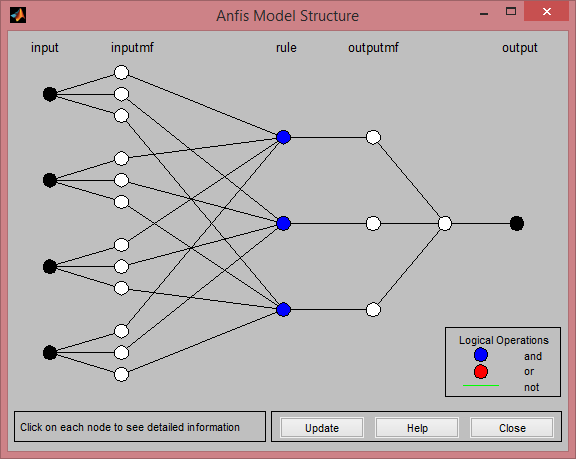 Anfis Model Structure
input inputmf rule outputmf output
Logical Operations
and
or
not
Click on each node to see detailed information
Update Help Close